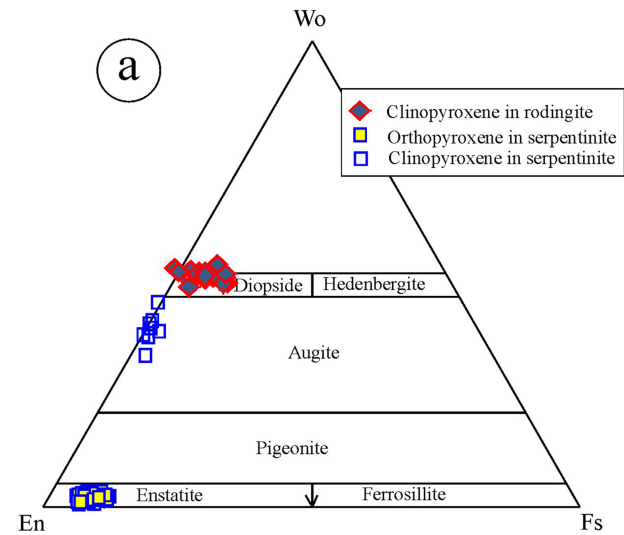 Wo
a
Clinopyroxene in rodingite
Orthopyroxene in serpentinite
Clinopyroxene in serpentinite
Diopside
Hedenbergite
Augite
Pigeonite
Enstatite
Ferrosillite
En
Fs